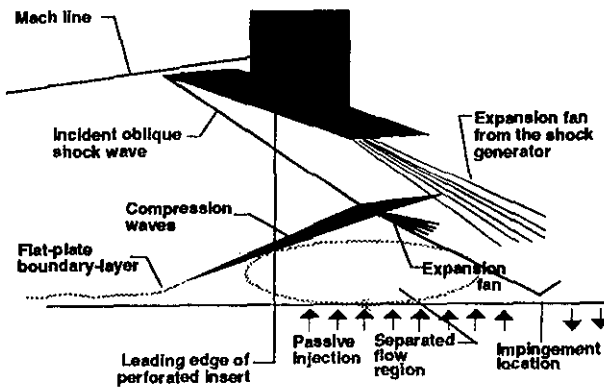 Mach line
Incident oblique
shock wave
Expansion fan
from the shock
generator
Compression
waves
Flat-plate
boundary-layer
Expansion
fan
Leading edge of
perforated insert
Passive
injection
Separated
flow
region
Impingement
location